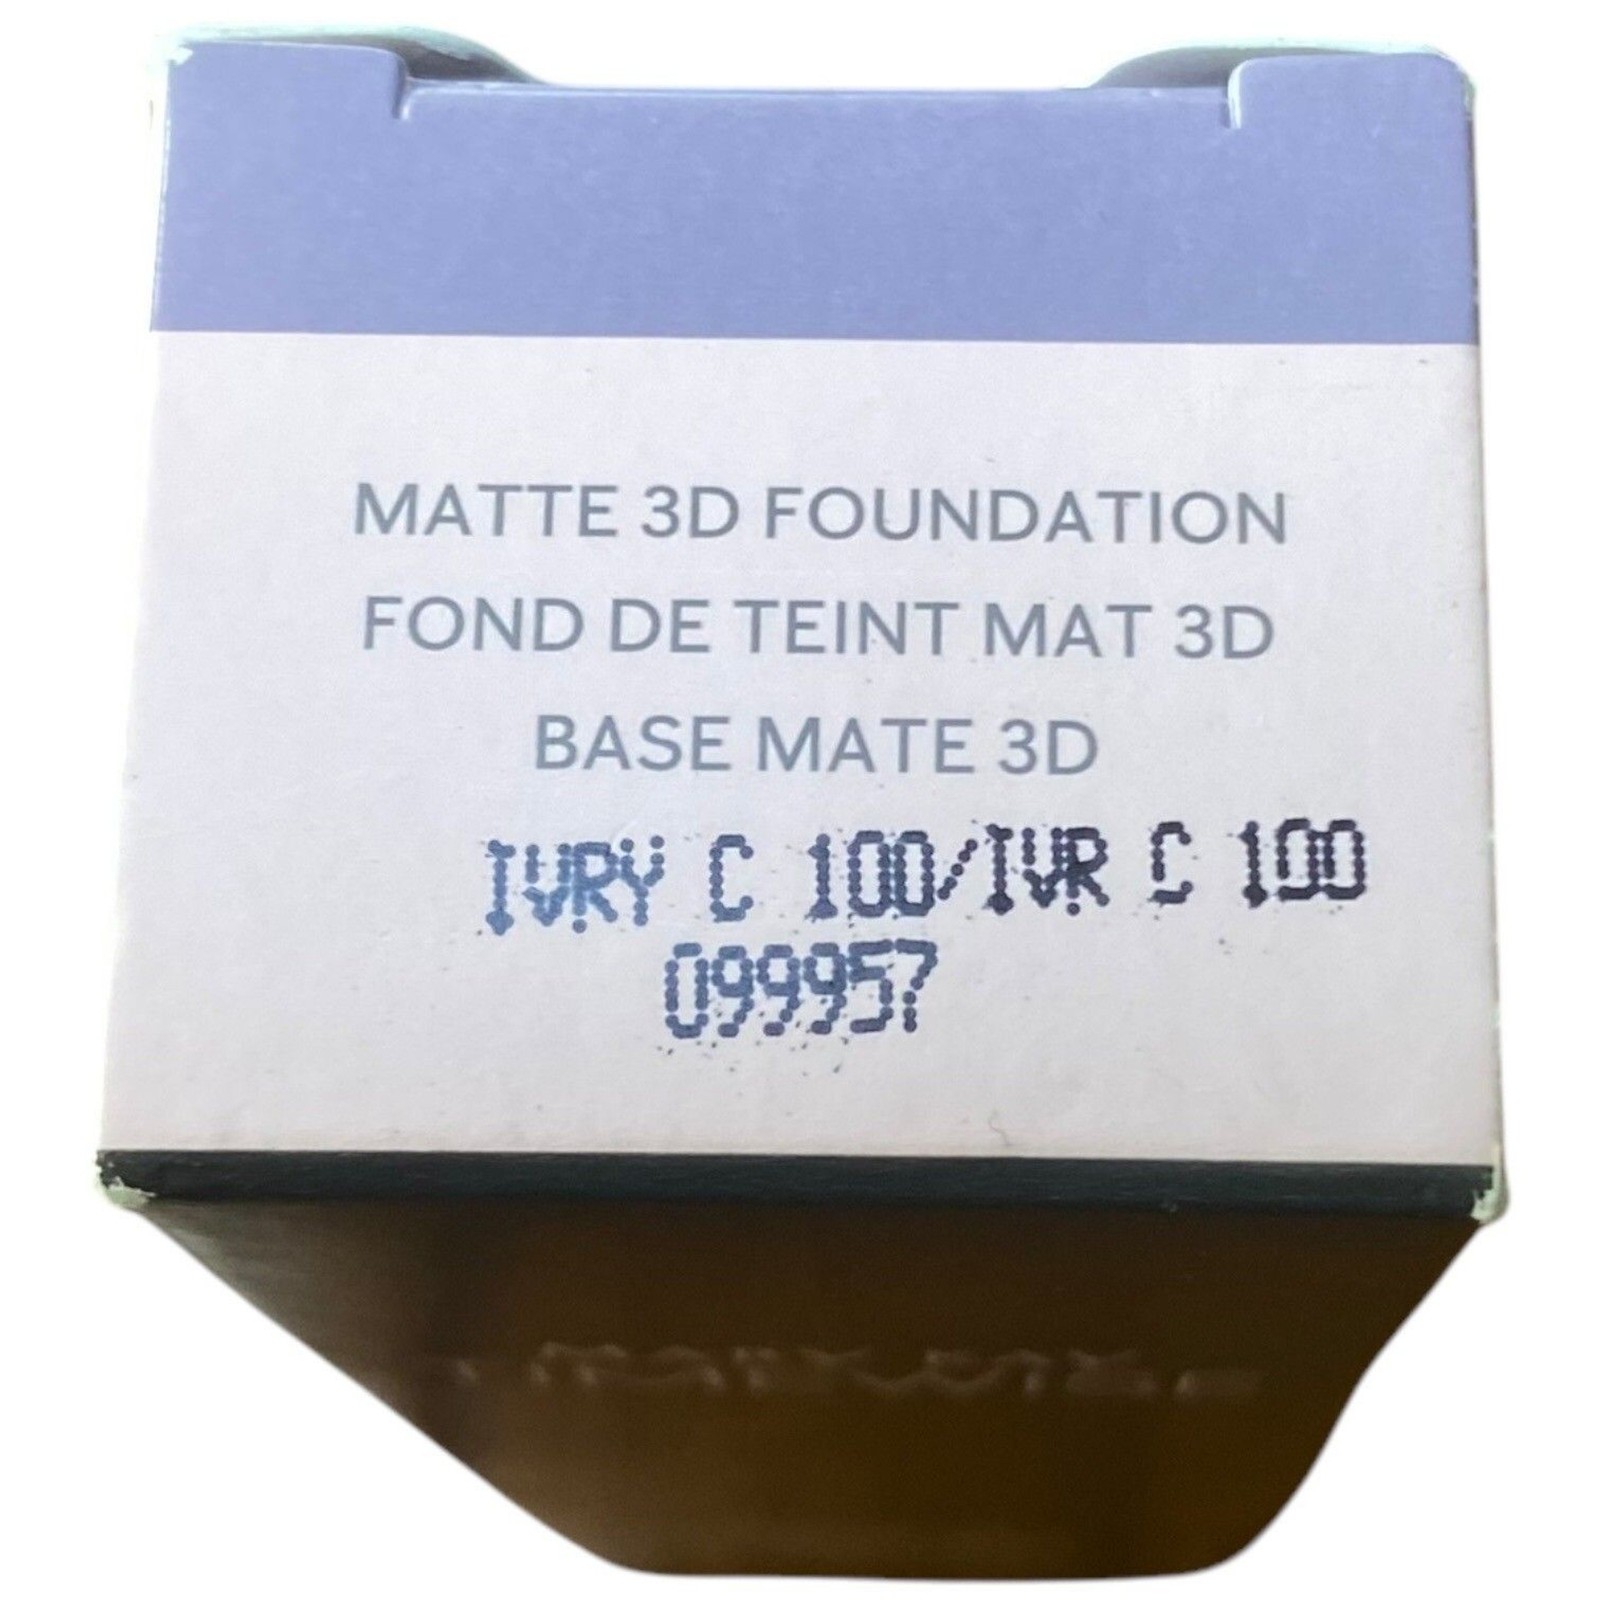 MATTE 3D FOUNDATION
FOND DE TEINT MAT 3D
BASE MATE 3D
IVRY C 100/IVR C 100
099957